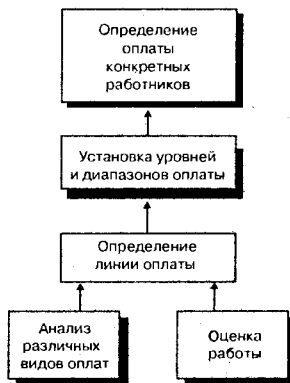 Определение
оплаты
конкретных
работников
Установка уровней
и диапазонов оплаты
Определение
линии оплаты
Анализ
различных
видов оплат
Оценка
работы